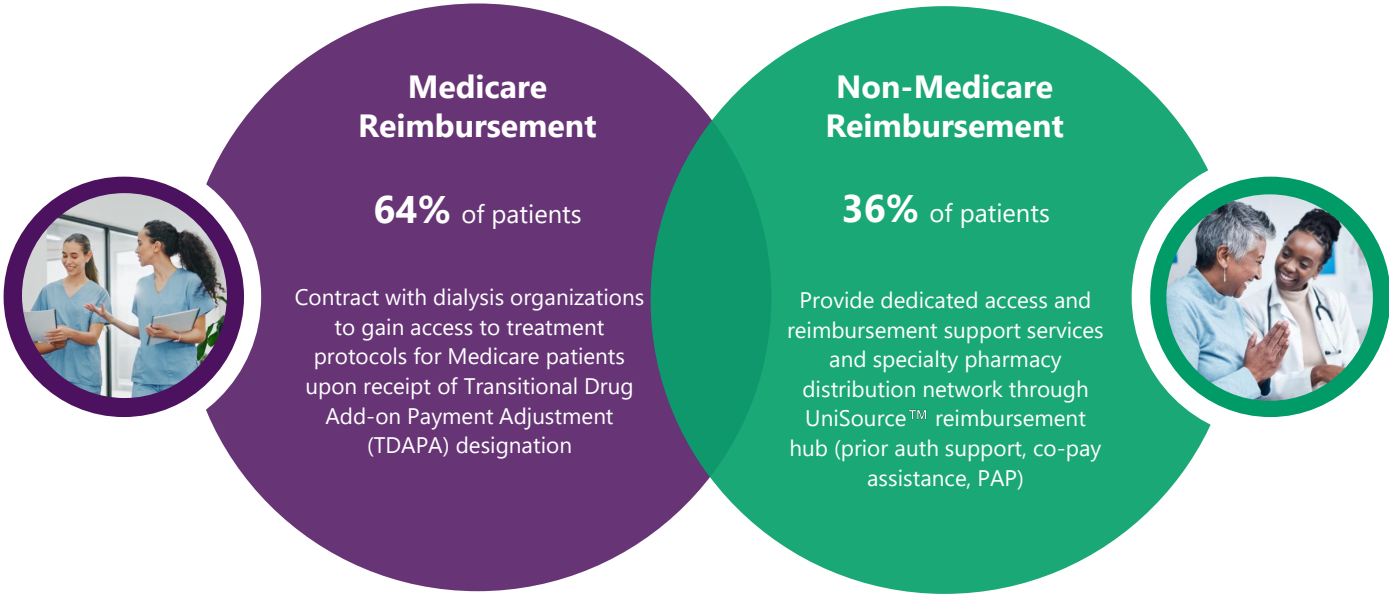 Medicare
Reimbursement
64% of patients
Contract with dialysis organizations
to gain access to treatment
protocols for Medicare patients
upon receipt of Transitional Drug
Add-on Payment Adjustment
(TDAPA) designation
Non-Medicare
Reimbursement
36% of patients
Provide dedicated access and
reimbursement support services
and specialty pharmacy
distribution network through
UniSource™ reimbursement
hub (prior auth support, co-pay
assistance, PAP)